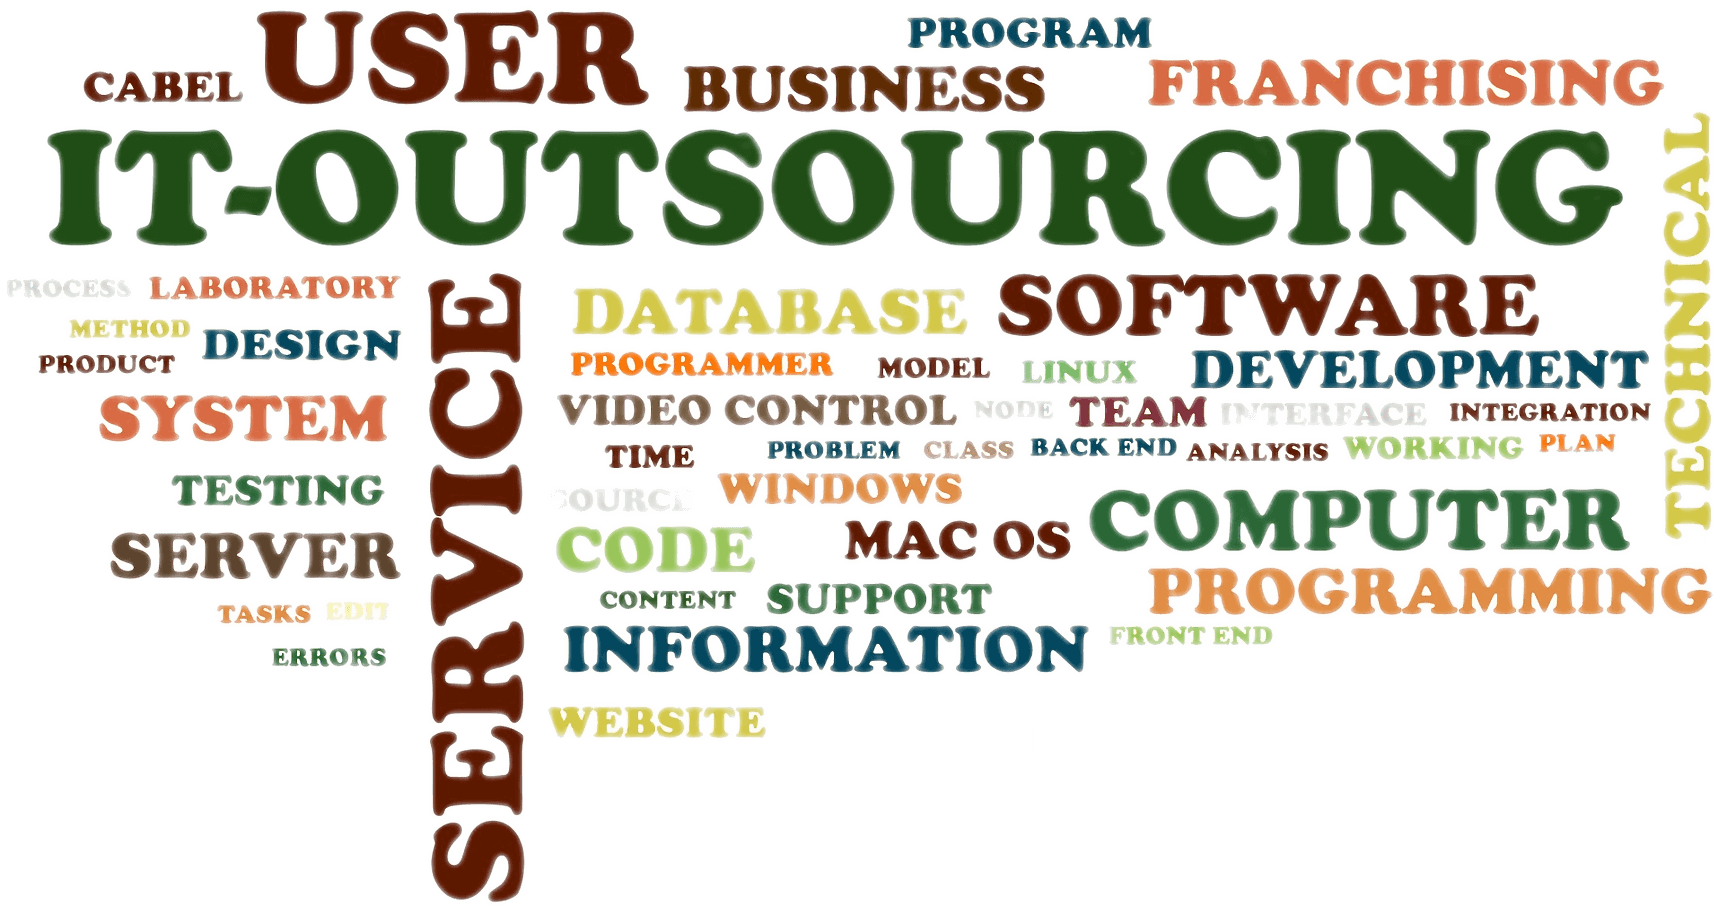 USER
PROGRAM
CABEL
BUSINESS
FRANCHISING
IT-OUTSOURCING
TECHNICAL
PROCESS
LABORATORY
SERVICE
DATABASE
SOFTWARE
METHOD
DESIGN
PRODUCT
PROGRAMMER
MODEL
LINUX
DEVELOPMENT
SYSTEM
VIDEO CONTROL
NODE
TEAM
INTERFACE
INTEGRATION
TIME
PROBLEM
CLASS
BACK END
ANALYSIS
WORKING
PLAN
TESTING
SOURCE
WINDOWS
COMPUTER
SERVER
CODE
MAC OS
PROGRAMMING
TASKS
EDIT
CONTENT
SUPPORT
ERRORS
INFORMATION
FRONT END
WEBSITE